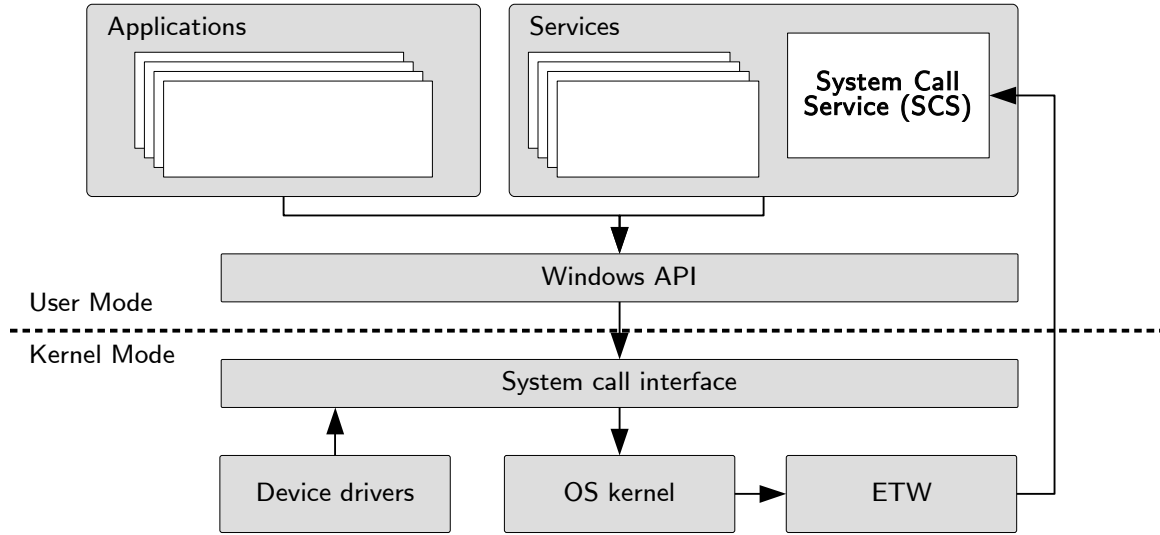 Applications
Services
System Call
Service (SCS)
Windows API
User Mode
Kernel Mode
System call interface
Device drivers
OS kernel
ETW